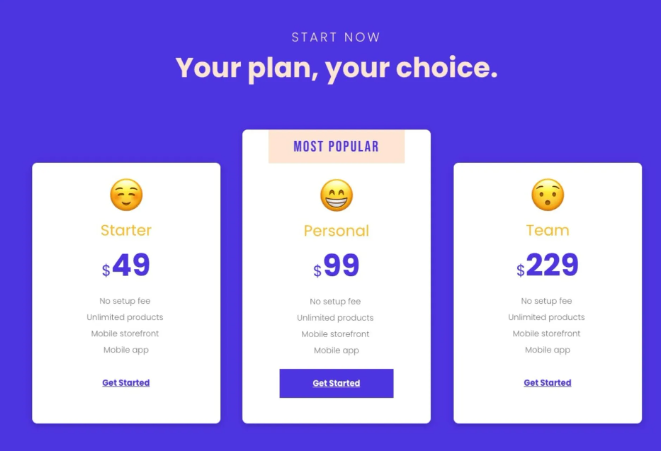 START NOW
Your plan, your choice.
Starter
$49
No setup fee
Unlimited products
Mobile storefront
Mobile app
Get Started
MOST POPULAR
Personal
$99
No setup fee
Unlimited products
Mobile storefront
Mobile app
Get Started
Team
$229
No setup fee
Unlimited products
Mobile storefront
Mobile app
Get Started